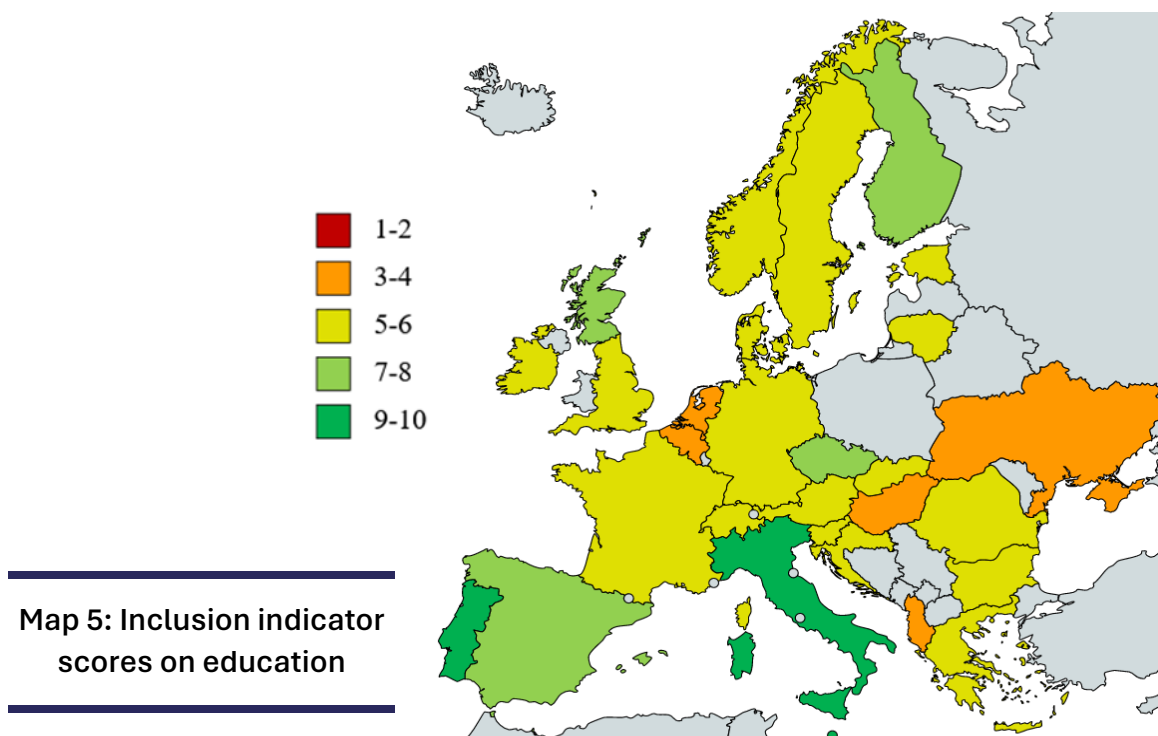 1-2
3-4
5-6
7-8
9-10
Map 5: Inclusion indicator
scores on education